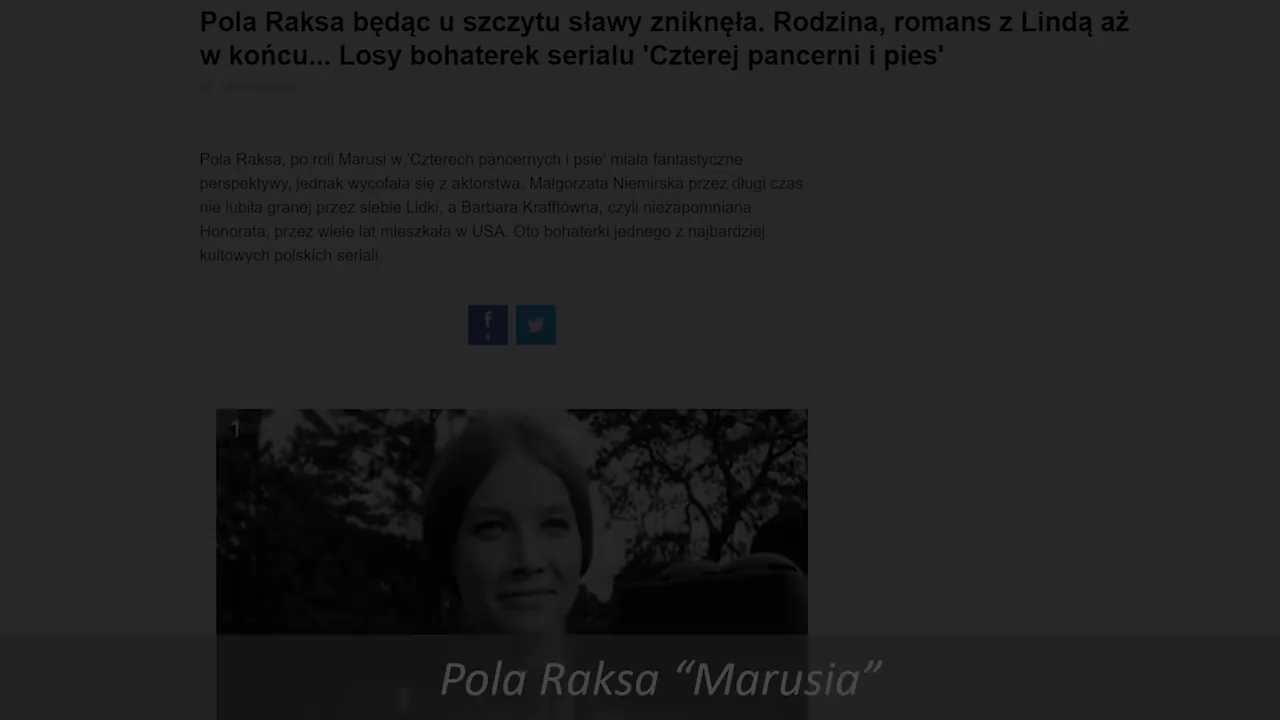 Pola Raksa będąc u szczytu sławy zniknęła. Rodzina, romans z Lindą aż
w końcu... Losy bohaterek serialu 'Czterej pancerni i pies'
Pola Raksa, po roli Marusi w 'Czterech pancernych i psie' miała fantastyczne
perspektywy, jednak wycofała się z aktorstwa. Małgorzata Niemirska przez długi czas
nie lubiła granej przez siebie Lidki, a Barbara Krafftówna, czyli niezapomniana
Honorata, przez wiele lat mieszkała w USA. Oto bohaterki jednego z najbardziej
kultowych polskich seriali.
1
Pola Raksa “Marusia”